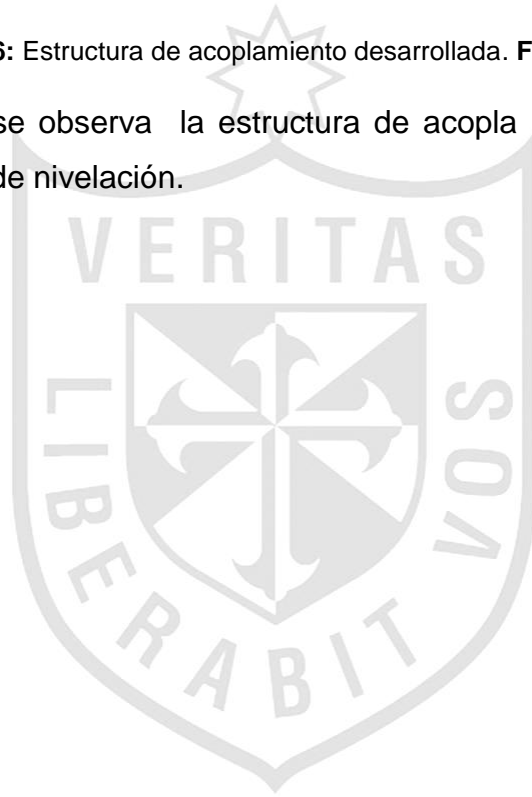 6: Estructura de acoplamiento desarrollada. F
se observa la estructura de acopla
de nivelación.
VERITAS
LIBERABIT
VOS